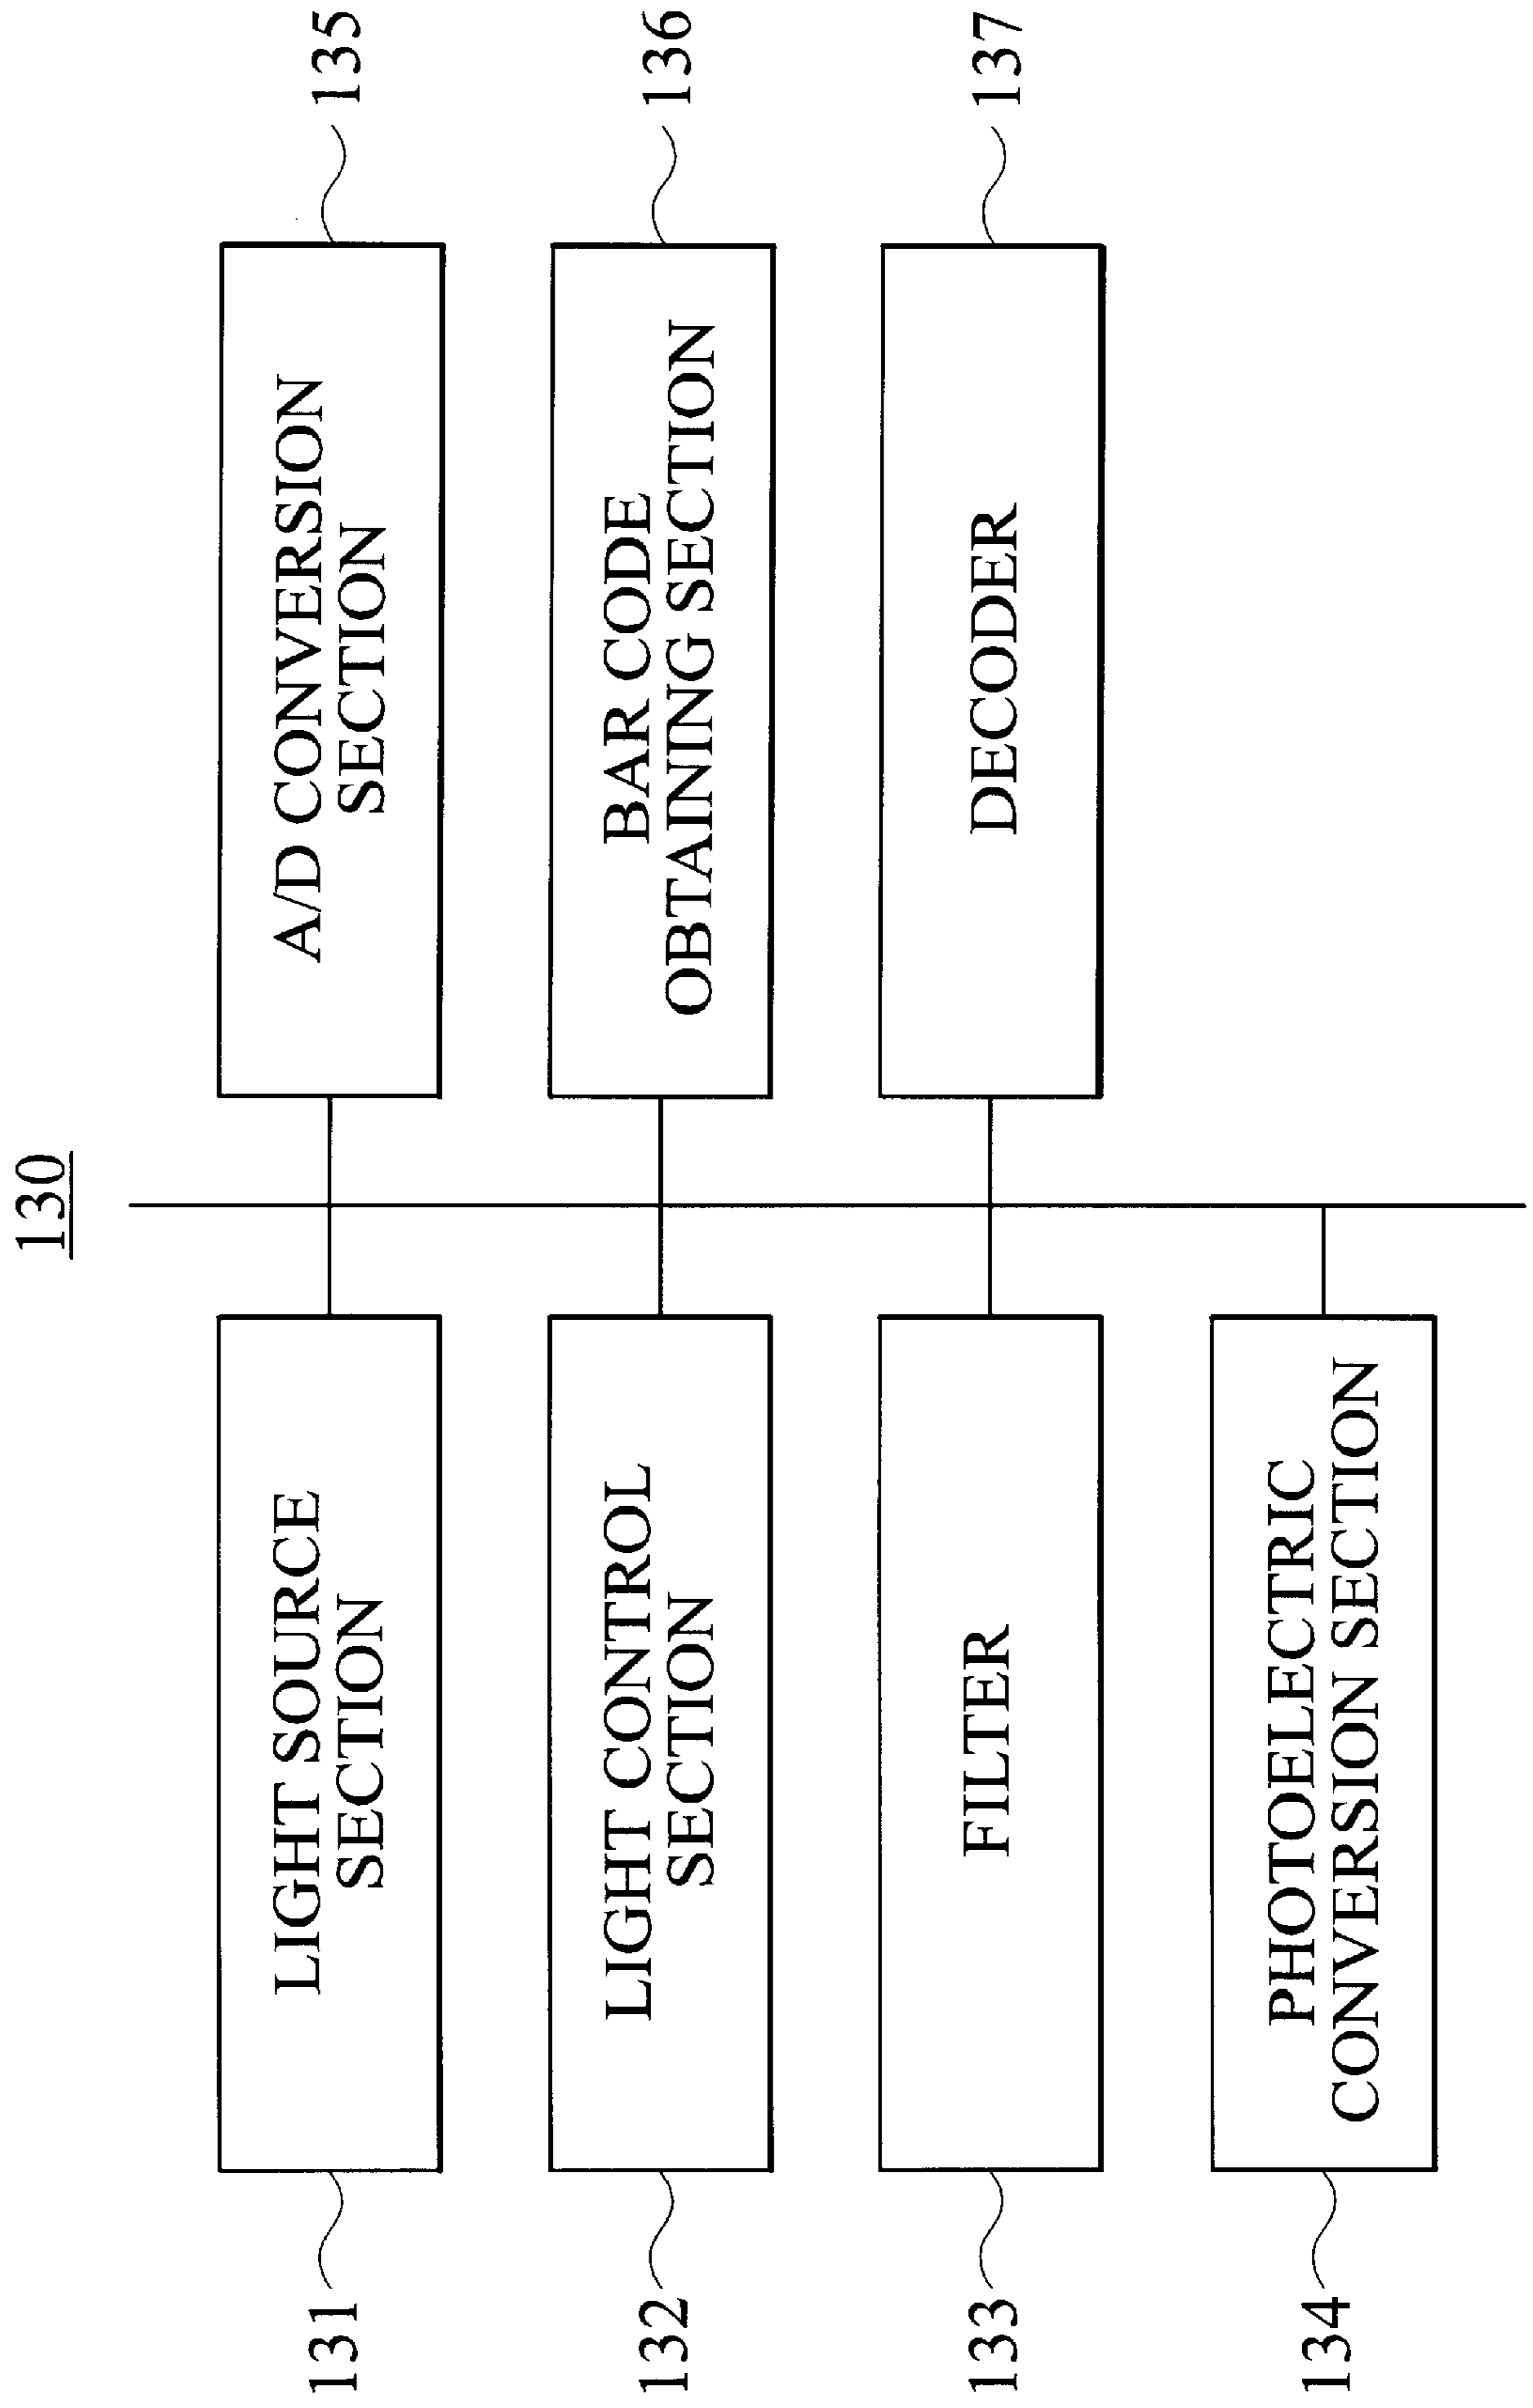 130
131
LIGHT SOURCE
SECTION
132
LIGHT CONTROL
SECTION
133
FILTER
134
PHOTOELECTRIC
CONVERSION SECTION
A/D CONVERSION
SECTION
135
BAR CODE
OBTAINING SECTION
136
DECODER
137